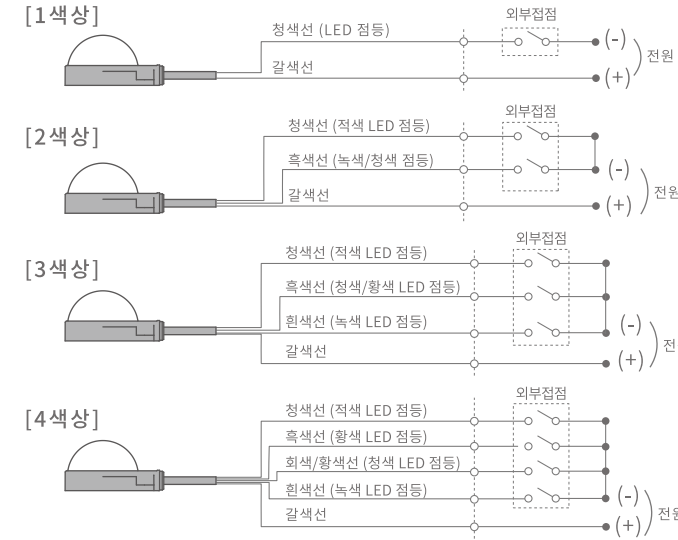 [1색상]
외부접점
청색선 (LED 점등)
(-)
전원
갈색선
(+)
[2색상]
외부접점
청색선 (적색 LED 점등)
흑색선 (녹색/청색 점등)
(-)
전원
갈색선
(+)
[3색상]
외부접점
청색선 (적색 LED 점등)
흑색선 (청색/황색 LED 점등)
흰색선 (녹색 LED 점등)
(-)
전
갈색선
(+)
[4색상]
외부접점
청색선 (적색 LED 점등)
흑색선 (황색 LED 점등)
회색/황색선 (청색 LED 점등)
흰색선 (녹색 LED 점등)
(-)
전원
갈색선
(+)